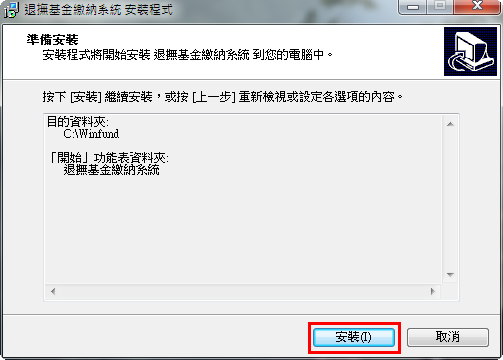 退撫基金繳納系統 安裝程式
準備安裝
安裝程式將開始安裝 退撫基金繳納系統 到您的電腦中。
按下 [安裝] 繼續安裝，或按 [上一步] 重新檢視或設定各選項的內容。
目的資料夾:
C:\Winfund
「開始」功能表資料夾:
退撫基金繳納系統
安裝(I)
取消